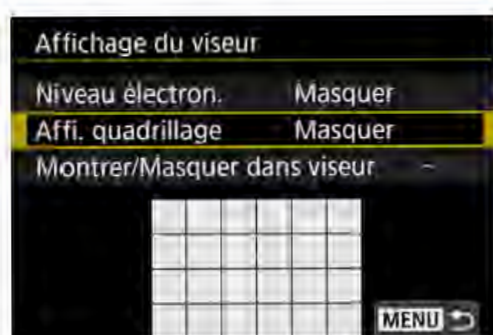 Affichage du viseur
Niveau électron. Masquer
Affi. quadrillage Masquer
Montrer/Masquer dans viseur ~
MENU